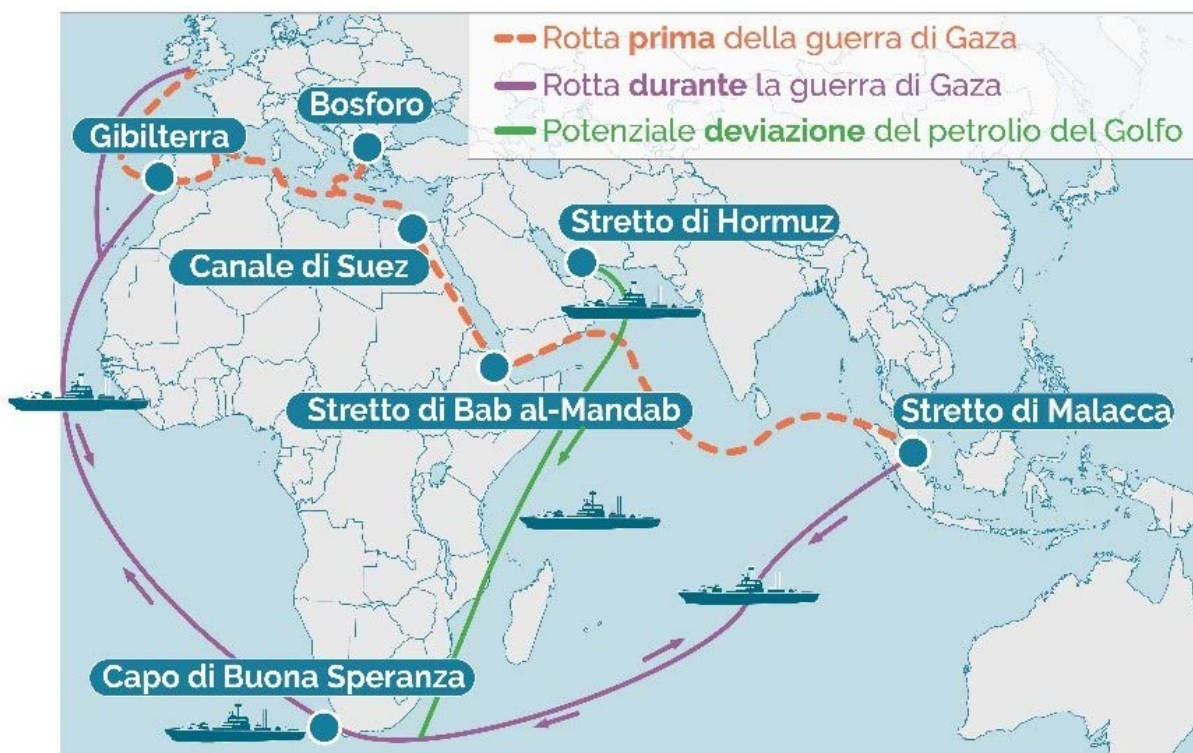 Rotta prima della guerra di Gaza
Rotta durante la guerra di Gaza
Potenziale deviazione del petrolio del Golfo
Bosforo
Gibilterra
Stretto di Hormuz
Canale di Suez
Stretto di Bab al-Mandab
Stretto di Malacca
Capo di Buona Speranza